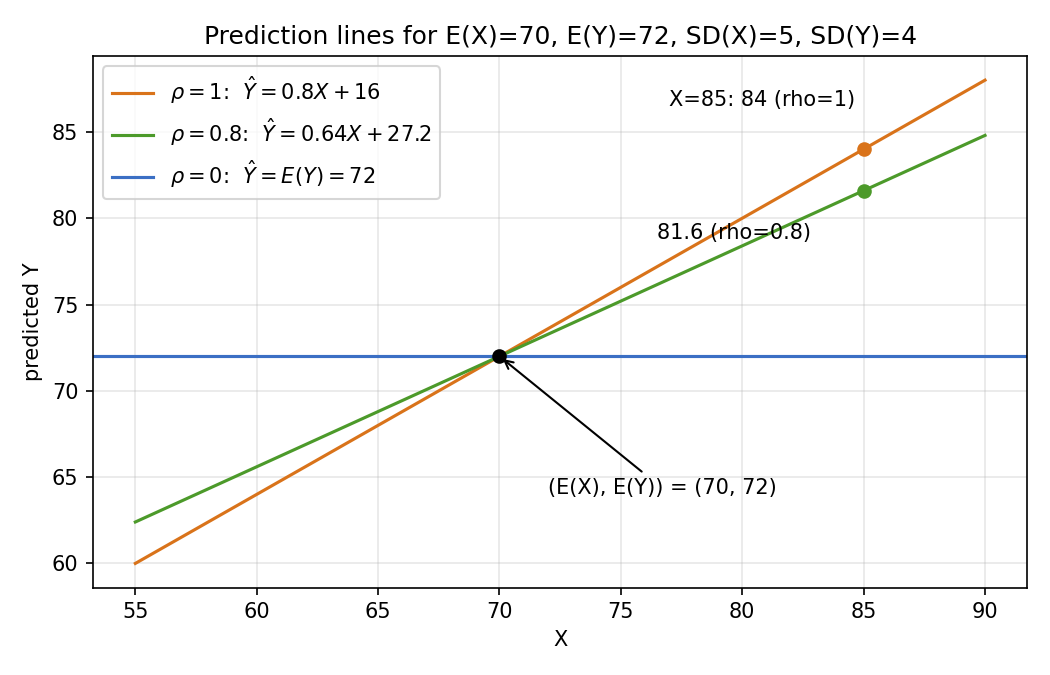 Prediction lines for E(X)=70, E(Y)=72, SD(X)=5, SD(Y)=4
ρ = 1:  Ŷ = 0.8X + 16
ρ = 0.8:  Ŷ = 0.64X + 27.2
ρ = 0:  Ŷ = E(Y) = 72
X=85: 84 (rho=1)
81.6 (rho=0.8)
(E(X), E(Y)) = (70, 72)
predicted Y
85
80
75
70
65
60
55 60 65 70 75 80 85 90
X